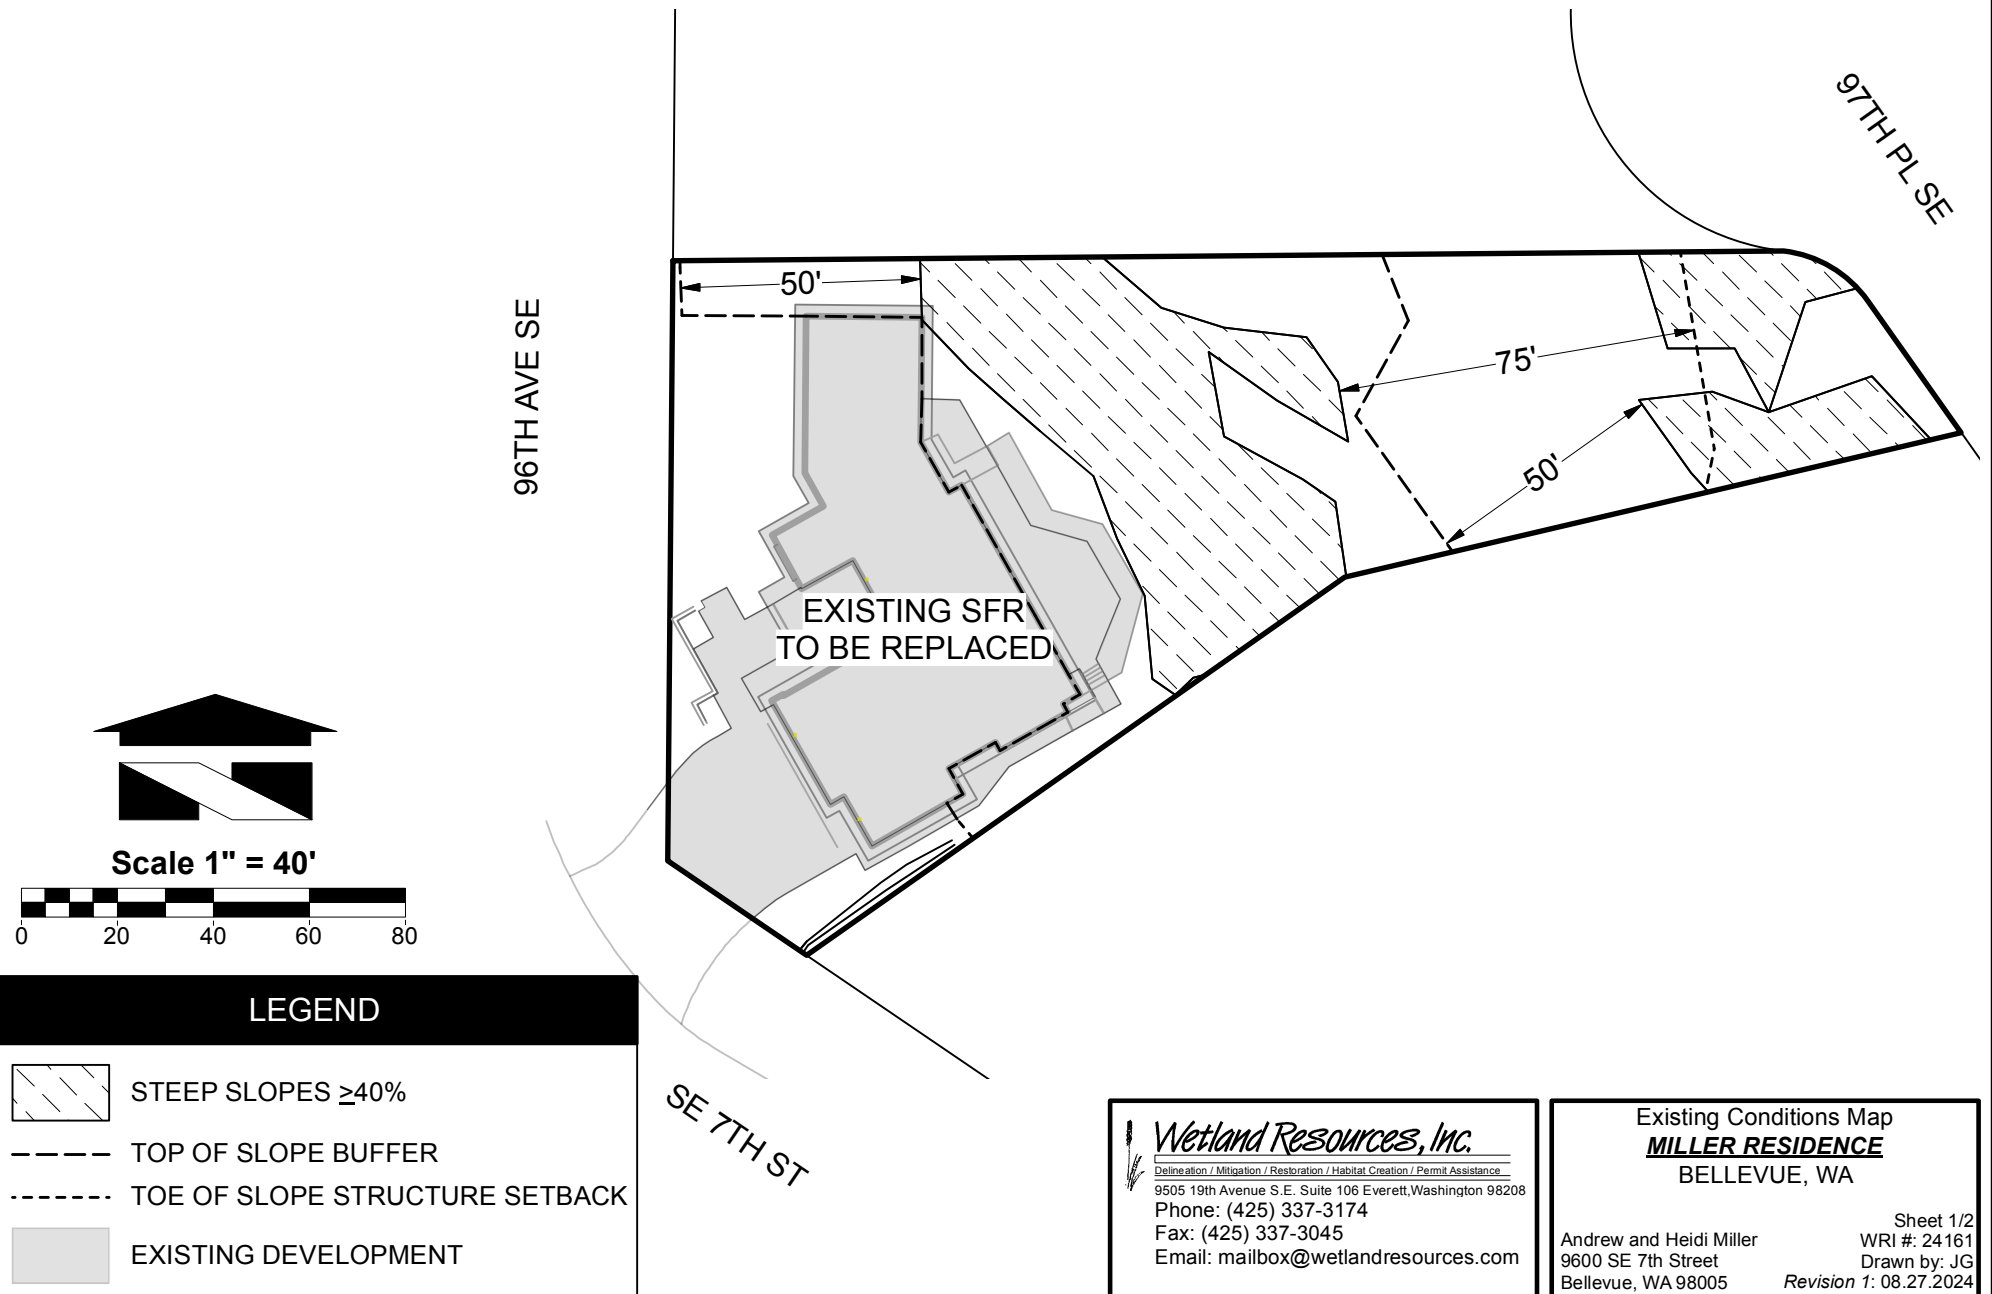 97TH PL SE
50'
75'
50'
96TH AVE SE
EXISTING SFR
TO BE REPLACED
Scale 1" = 40'
0 20 40 60 80
LEGEND
STEEP SLOPES ≥40%
TOP OF SLOPE BUFFER
TOE OF SLOPE STRUCTURE SETBACK
EXISTING DEVELOPMENT
SE 7TH ST
Wetland Resources, Inc.
Delineation / Mitigation / Restoration / Habitat Creation / Permit Assistance
9505 19th Avenue S.E. Suite 106 Everett,Washington 98208
Phone: (425) 337-3174
Fax: (425) 337-3045
Email: mailbox@wetlandresources.com
Existing Conditions Map
MILLER RESIDENCE
BELLEVUE, WA
Sheet 1/2
Andrew and Heidi Miller WRI #: 24161
9600 SE 7th Street Drawn by: JG
Bellevue, WA 98005 Revision 1: 08.27.2024